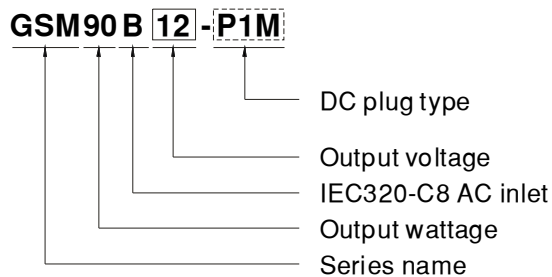 GSM90B12-P1M
DC plug type
Output voltage
IEC320-C8 AC inlet
Output wattage
Series name